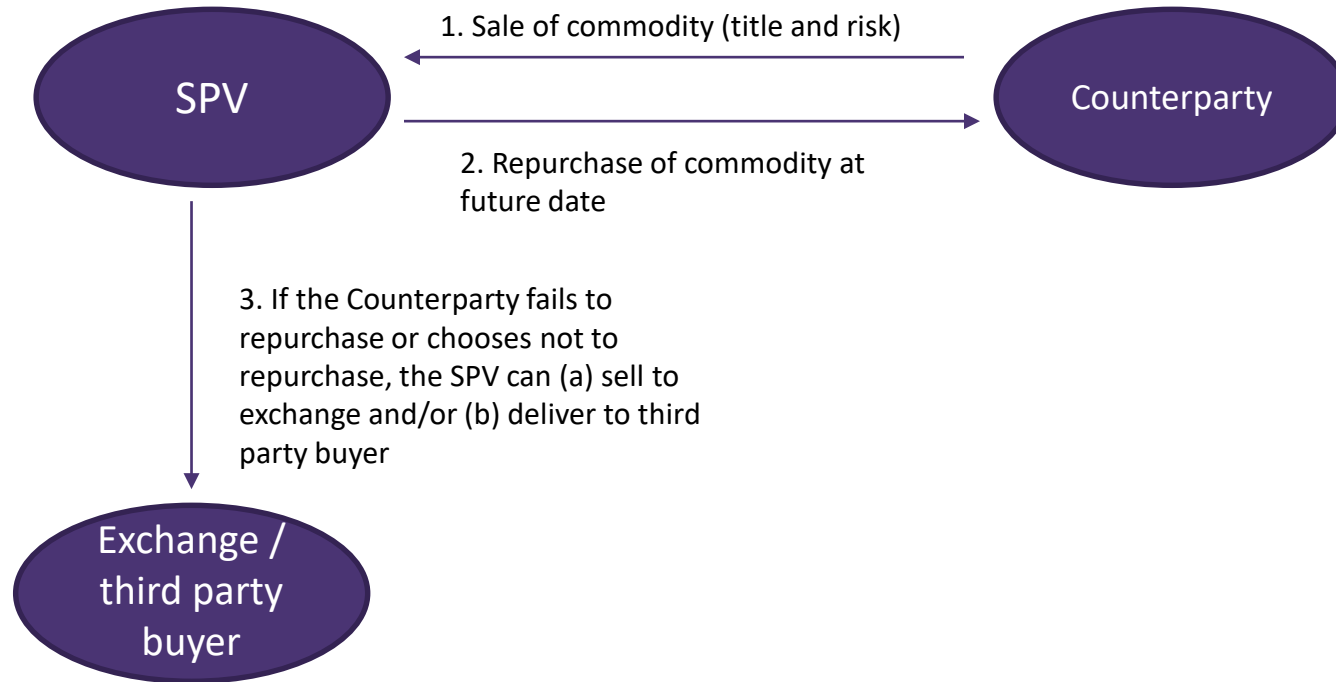 1. Sale of commodity (title and risk)
SPV
Counterparty
2. Repurchase of commodity at
future date
3. If the Counterparty fails to
repurchase or chooses not to
repurchase, the SPV can (a) sell to
exchange and/or (b) deliver to third
party buyer
Exchange /
third party
buyer